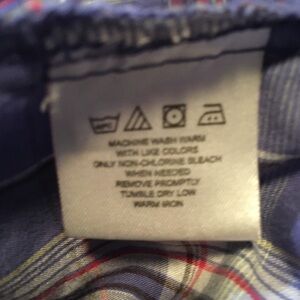 MACHINE WASH WARM
WITH LIKE COLORS
ONLY NON-CHLORINE BLEACH
WHEN NEEDED
REMOVE PROMPTLY
TUMBLE DRY LOW
WARM IRON